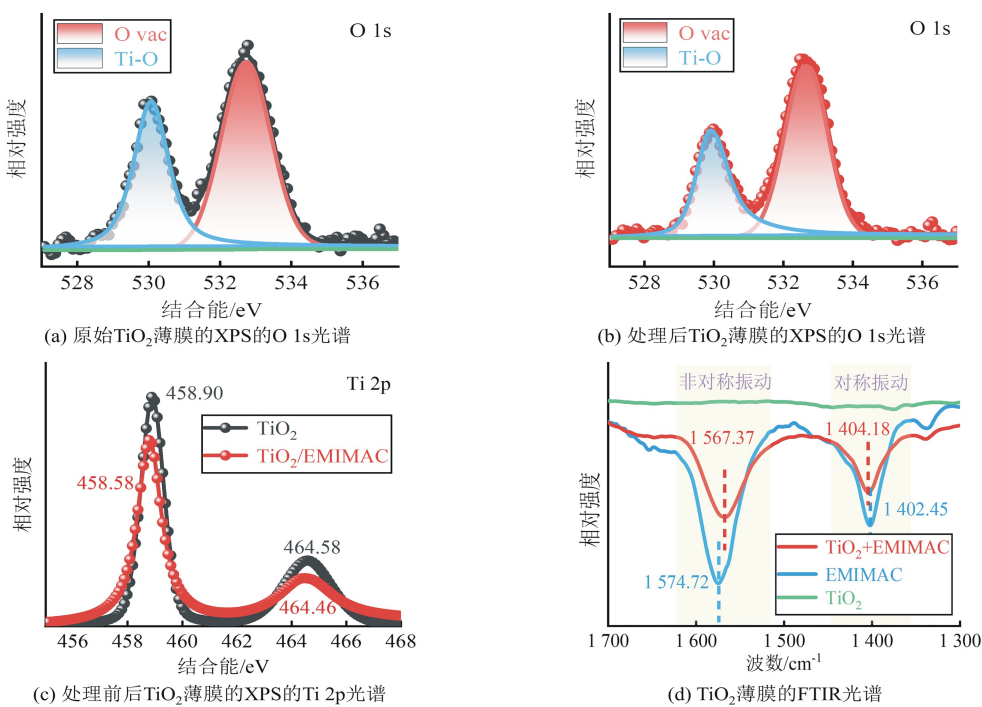 O vac
Ti-O
O 1s
相对强度
528 530 532 534 536
结合能/eV
(a) 原始TiO2薄膜的XPS的O 1s光谱
O vac
Ti-O
O 1s
相对强度
528 530 532 534 536
结合能/eV
(b) 处理后TiO2薄膜的XPS的O 1s光谱
458.90
Ti 2p
TiO2
TiO2/EMIMAC
458.58
464.58
464.46
相对强度
456 458 460 462 464 466 468
结合能/eV
(c) 处理前后TiO2薄膜的XPS的Ti 2p光谱
非对称振动 对称振动
1 567.37 1 404.18
1 402.45
1 574.72
TiO2+EMIMAC
EMIMAC
TiO2
相对强度
1 700 1 600 1 500 1 400 1 300
波数/cm-1
(d) TiO2薄膜的FTIR光谱